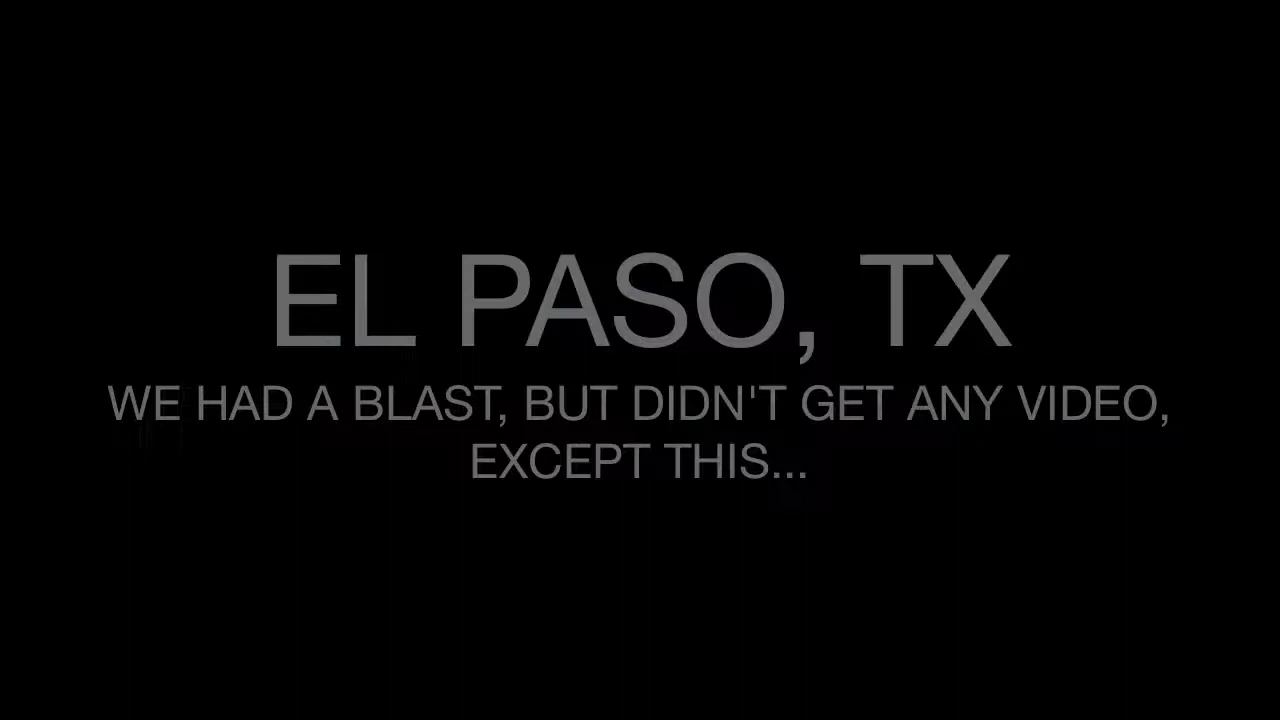 EL PASO, TX
WE HAD A BLAST, BUT DIDN'T GET ANY VIDEO,
EXCEPT THIS...